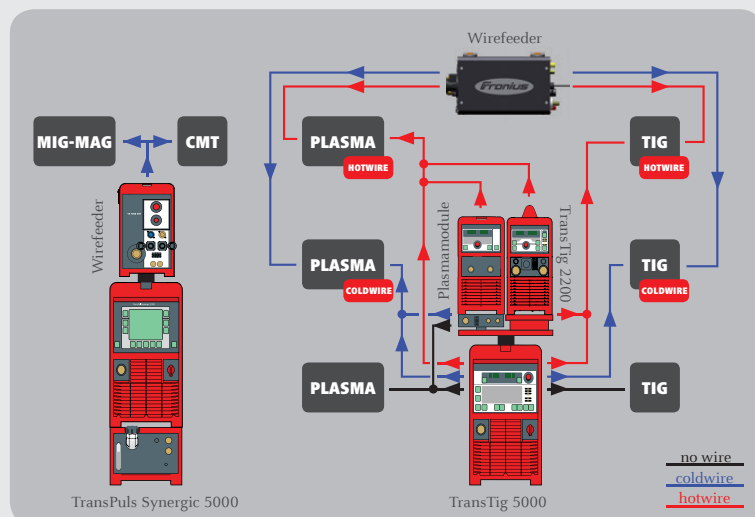 Wirefeeder
Fronius
MIG-MAG
CMT
PLASMA
HOTWIRE
TIG
HOTWIRE
Wirefeeder
Plasmamodule
TransTig 2200
PLASMA
COLDWIRE
TIG
COLDWIRE
PLASMA
TIG
no wire
coldwire
hotwire
TransPuls Synergic 5000
TransTig 5000